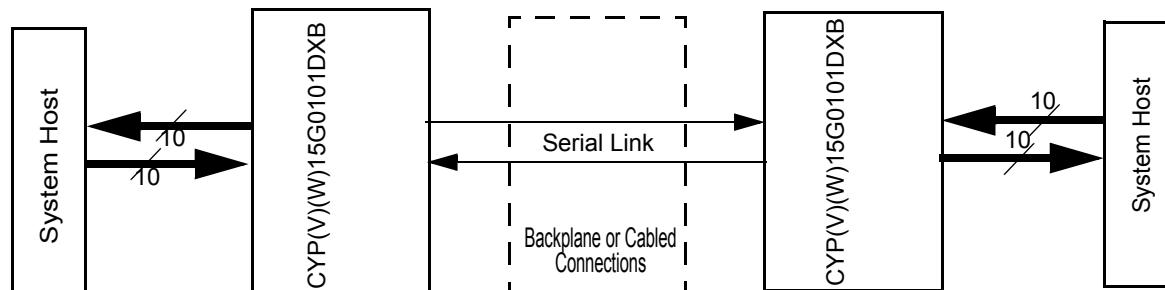 System Host
10
10
CYP(V)(W)15G0101DXB
Serial Link
Backplane or Cabled
Connections
CYP(V)(W)15G0101DXB
10
10
System Host